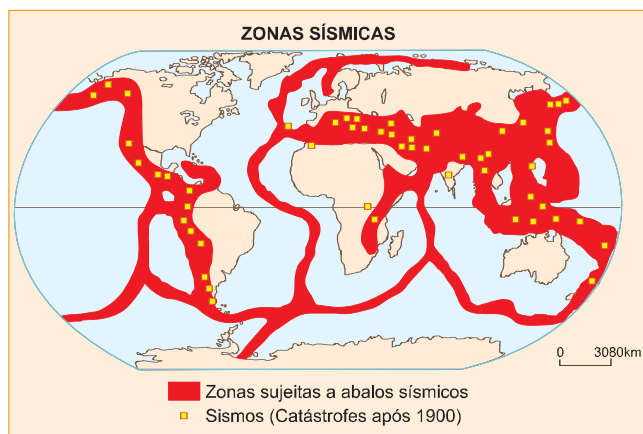 ZONAS SÍSMICAS
0 3080km
Zonas sujeitas a abalos sísmicos
Sismos (Catástrofes após 1900)